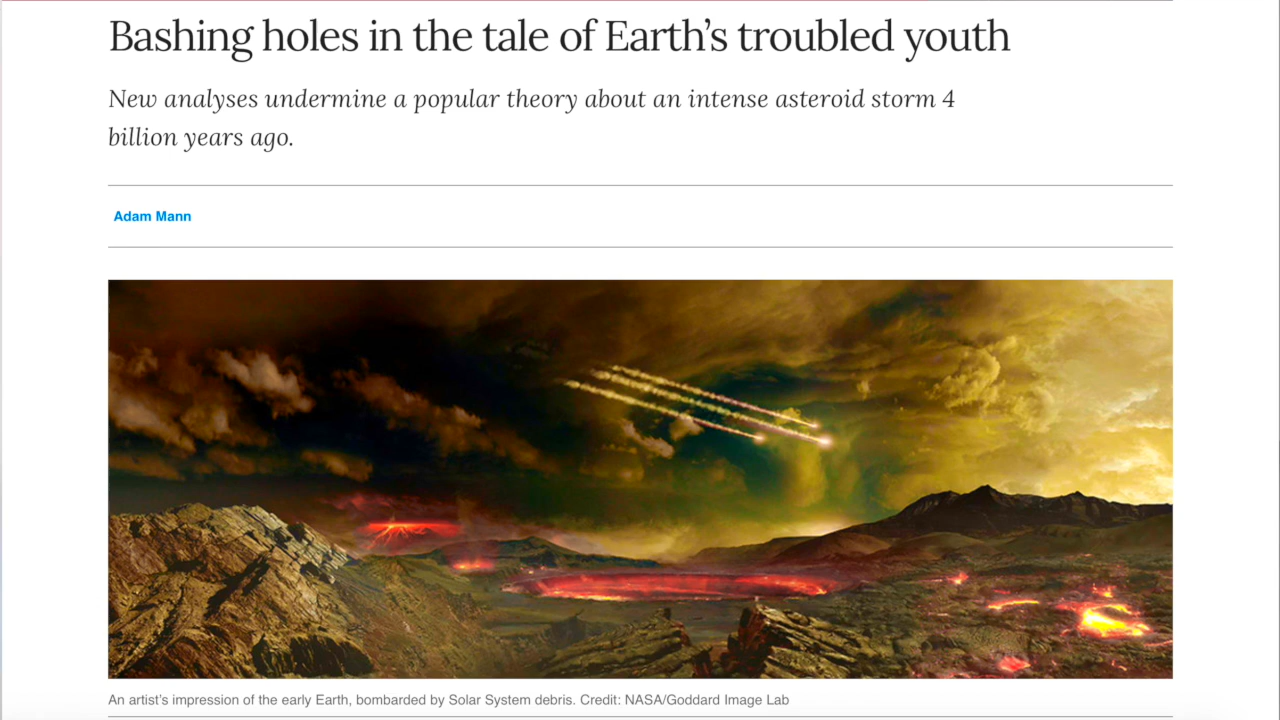 Bashing holes in the tale of Earth’s troubled youth
New analyses undermine a popular theory about an intense asteroid storm 4
billion years ago.
Adam Mann
An artist’s impression of the early Earth, bombarded by Solar System debris. Credit: NASA/Goddard Image Lab